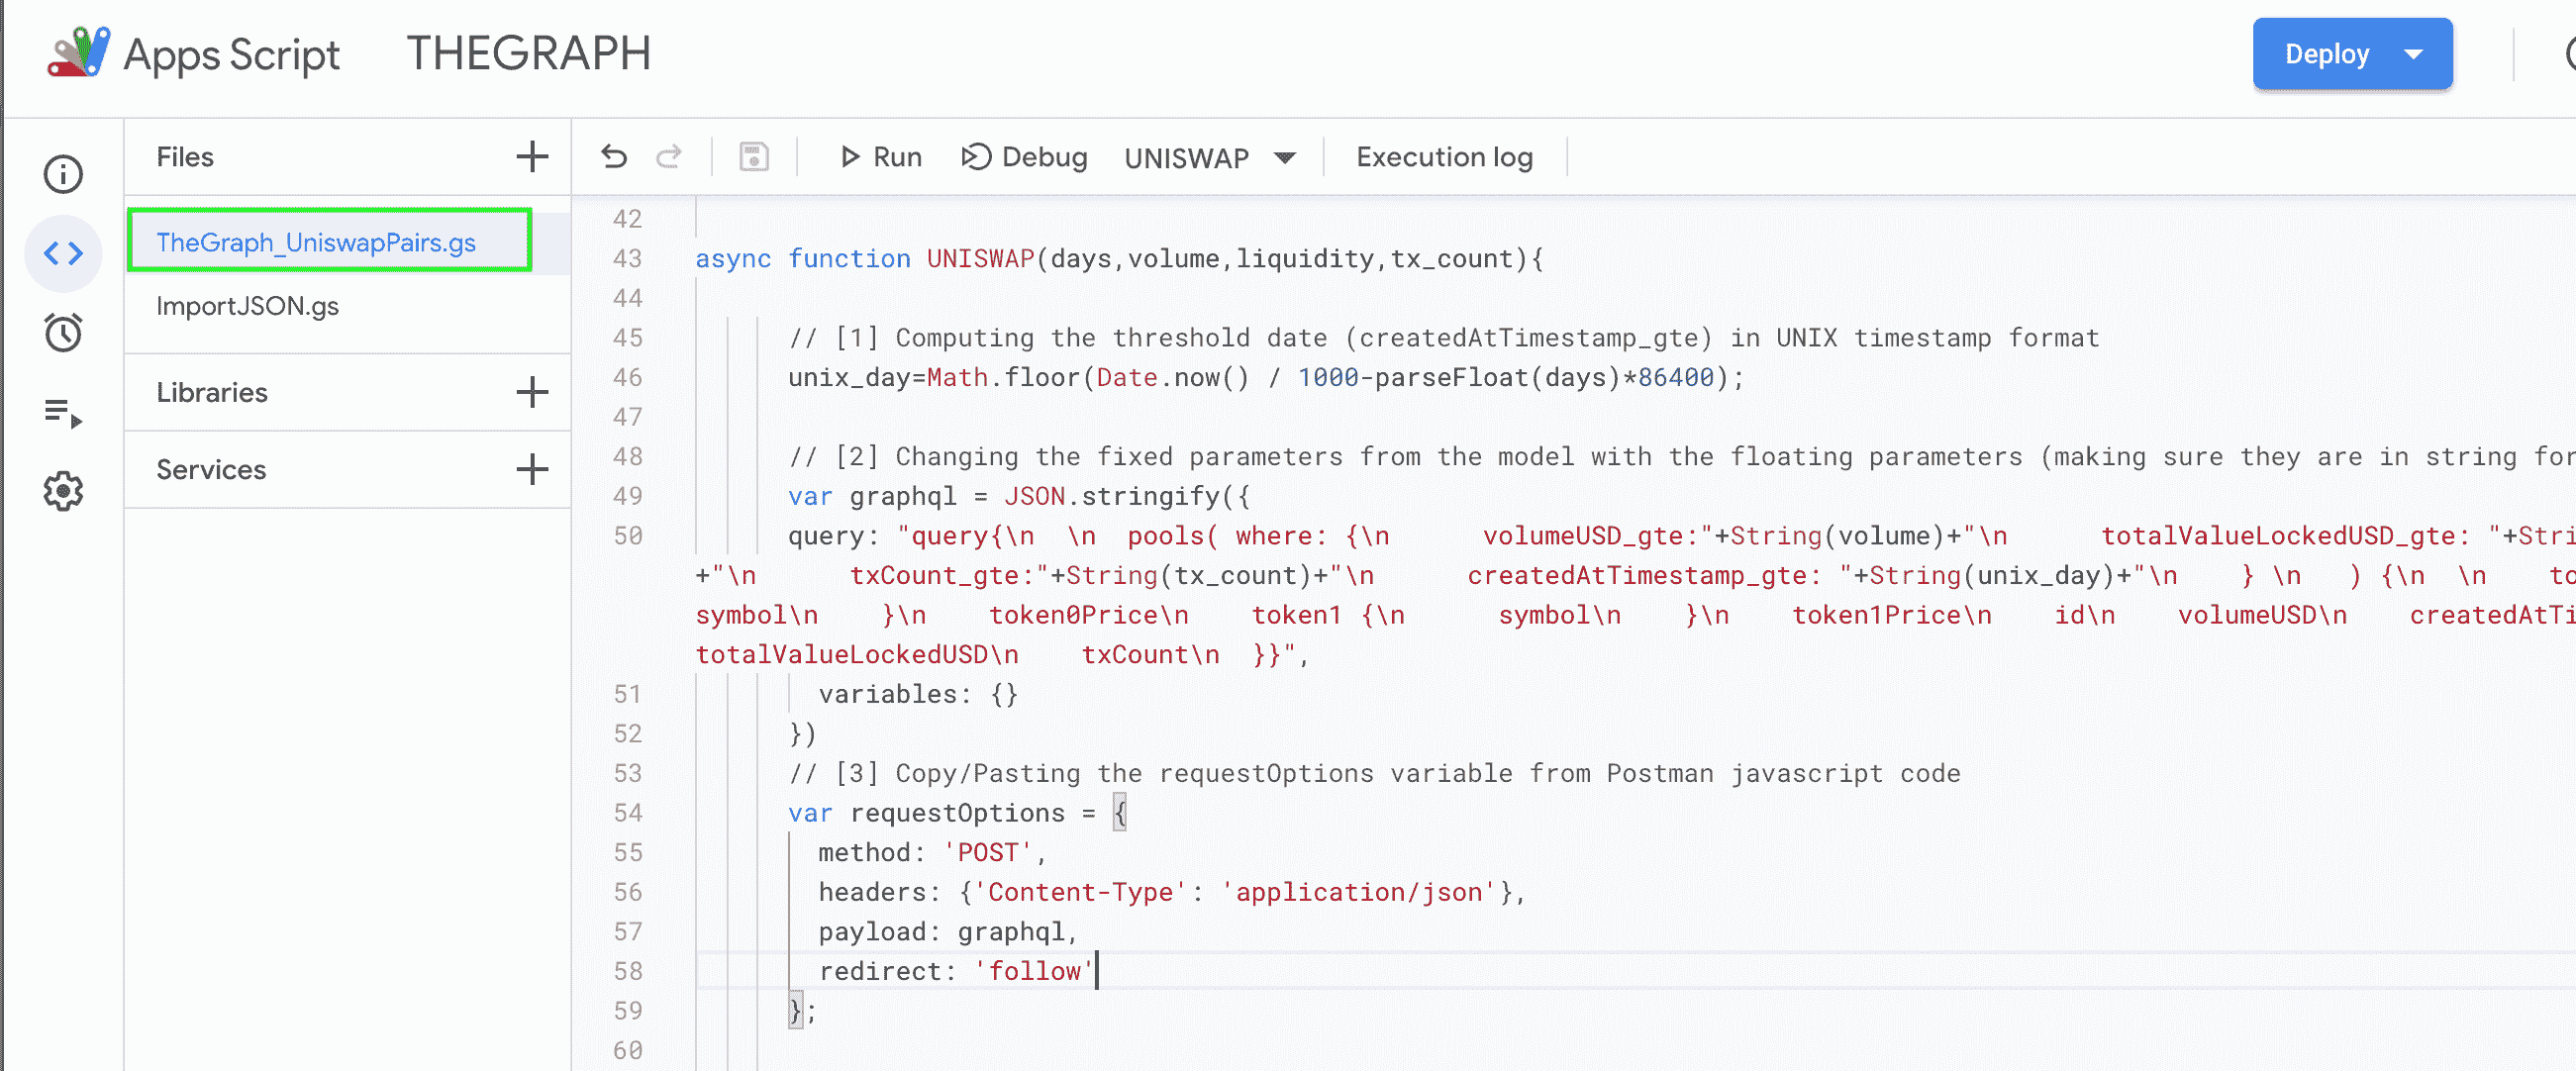 Apps Script THEGRAPH Deploy
Files
Run Debug UNISWAP Execution log
TheGraph_UniswapPairs.gs
ImportJSON.gs
Libraries
Services
42
43 async function UNISWAP(days,volume,liquidity,tx_count){
44
45 // [1] Computing the threshold date (createdAtTimestamp_gte) in UNIX timestamp format
46 unix_day=Math.floor(Date.now() / 1000-parseFloat(days)*86400);
47
48 // [2] Changing the fixed parameters from the model with the floating parameters (making sure they are in string for
49 var graphql = JSON.stringify({
50 query: "query{\n  \n  pools( where: {\n      volumeUSD_gte:"+String(volume)+"\n      totalValueLockedUSD_gte: "+Stri
+"\n      txCount_gte:"+String(tx_count)+"\n      createdAtTimestamp_gte: "+String(unix_day)+"\n    } \n   ) {\n  \n    to
symbol\n    }\n    token0Price\n    token1 {\n      symbol\n    }\n    token1Price\n    id\n    volumeUSD\n    createdAtTi
totalValueLockedUSD\n    txCount\n  }}",
51 variables: {}
52 })
53 // [3] Copy/Pasting the requestOptions variable from Postman javascript code
54 var requestOptions = {
55 method: 'POST',
56 headers: {'Content-Type': 'application/json'},
57 payload: graphql,
58 redirect: 'follow'
59 };
60